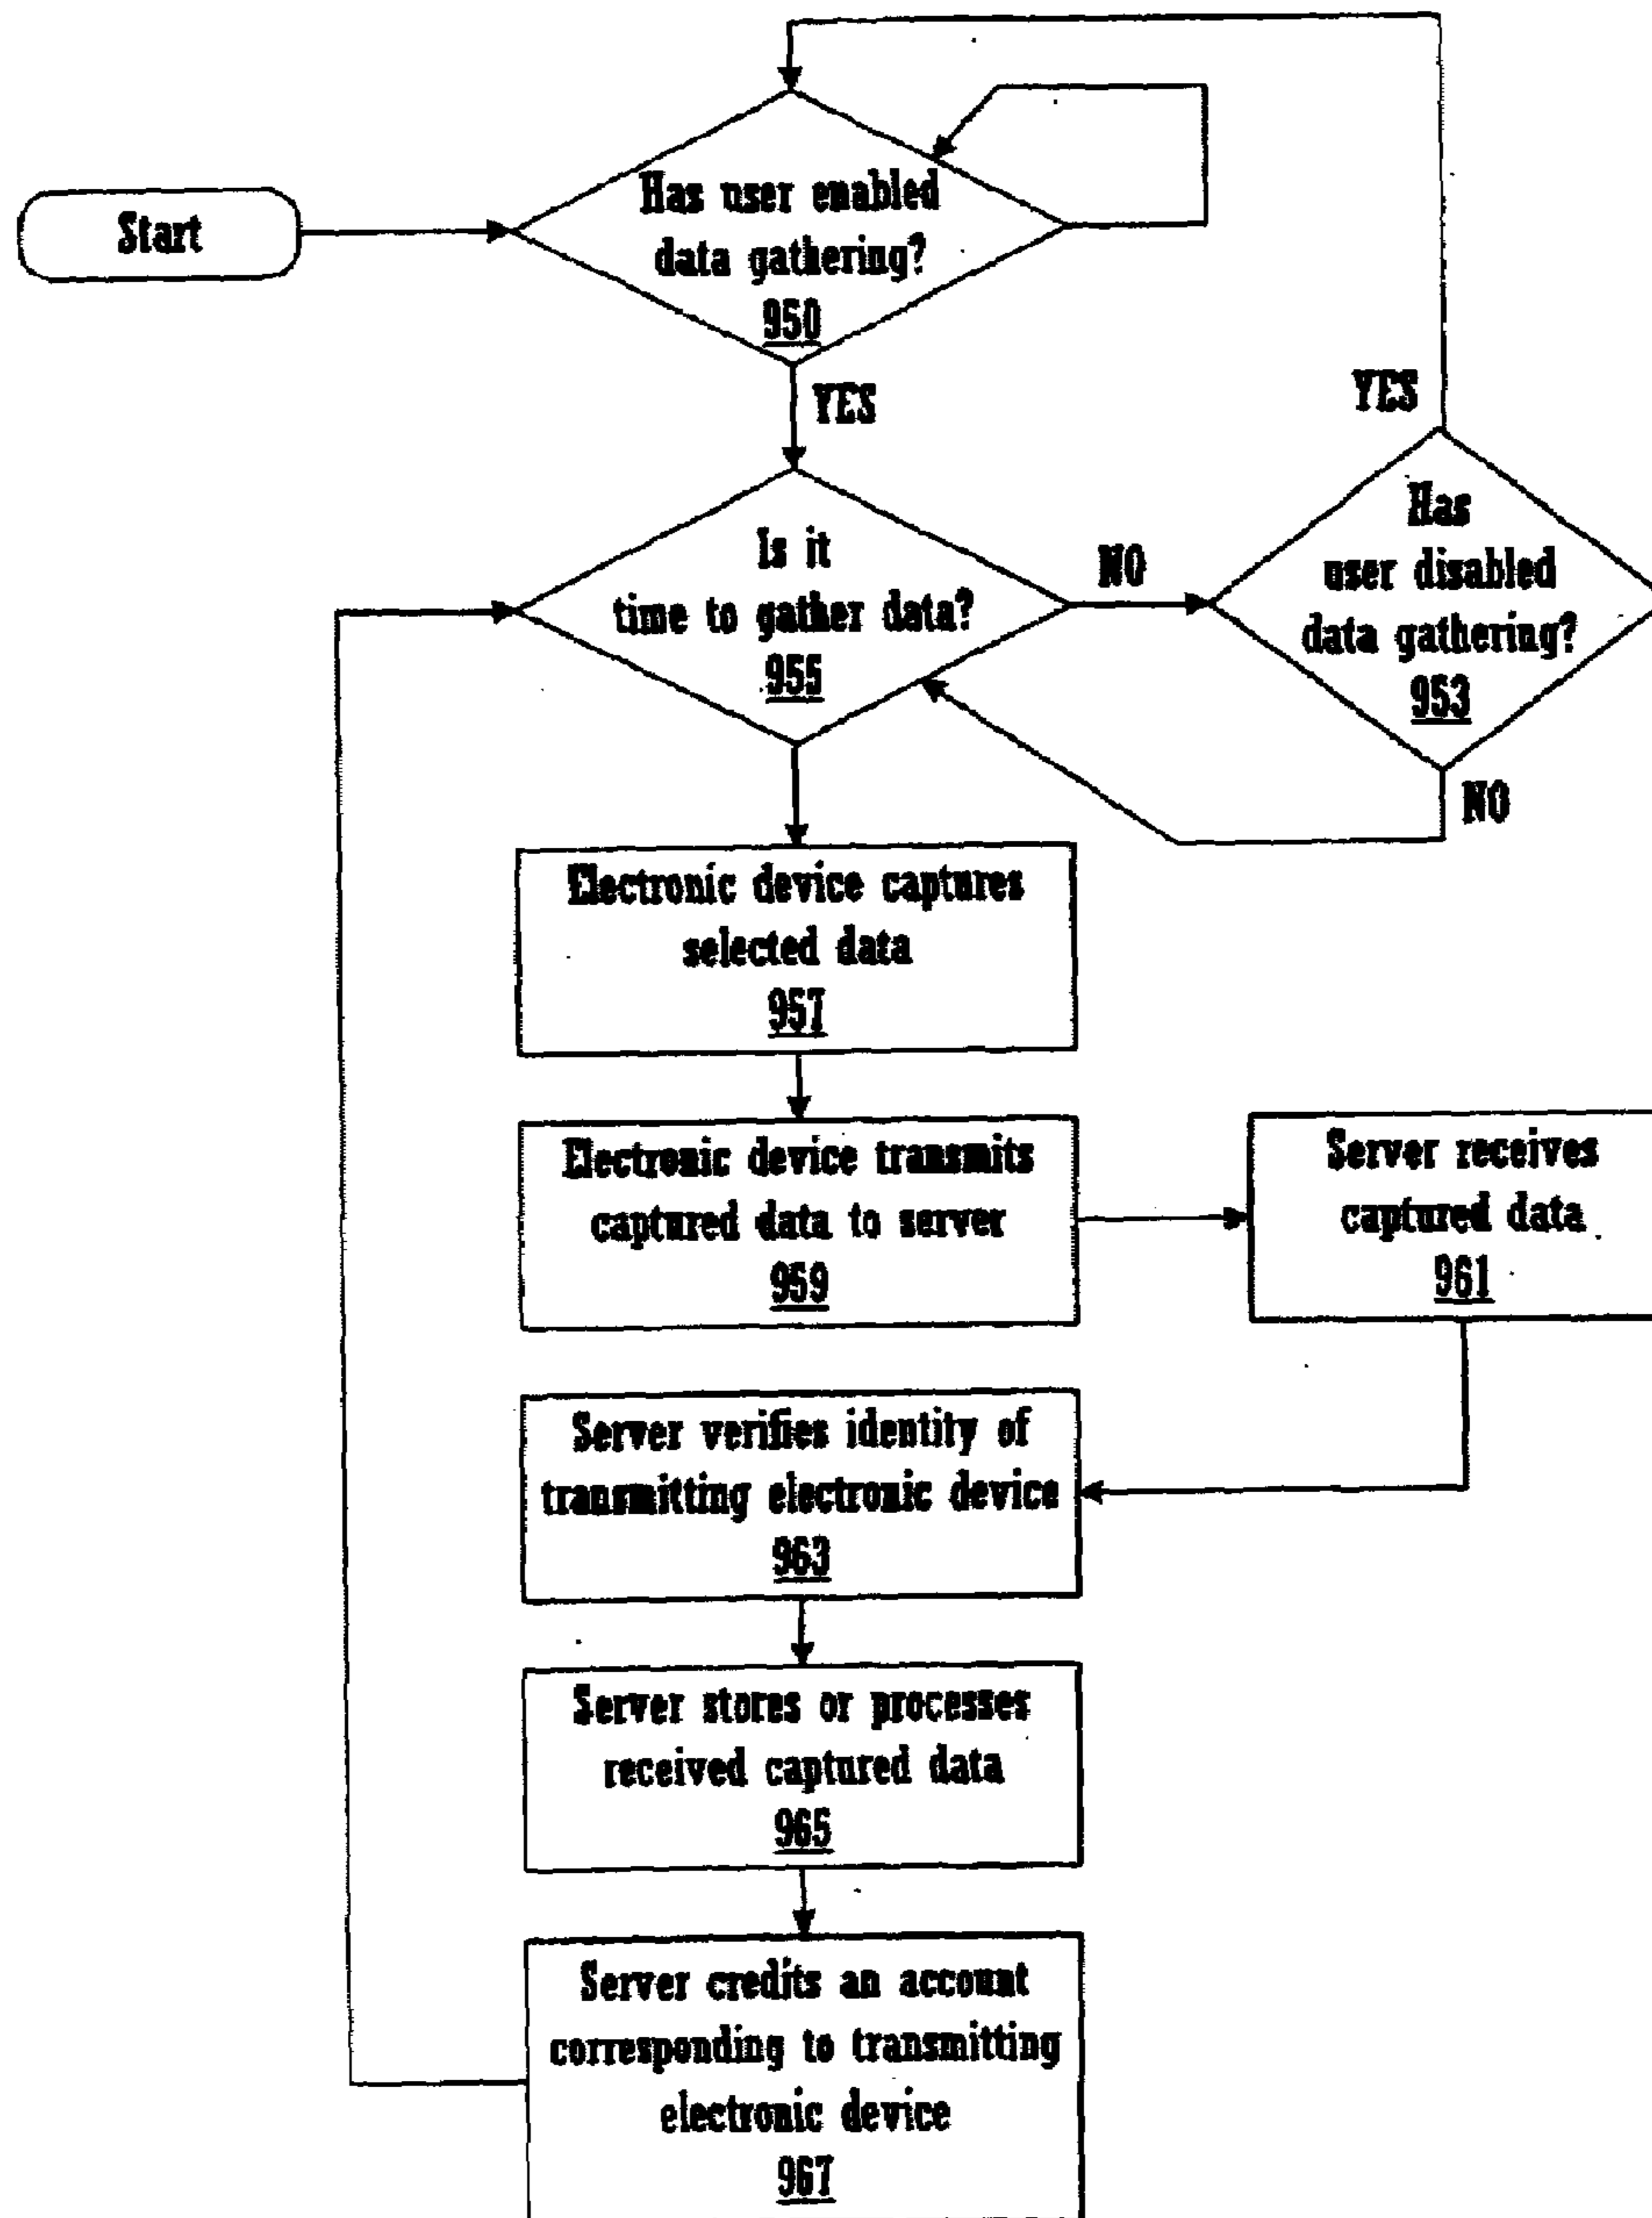 Start
Has user enabled
data gathering?
950
YES
YES
Is it
time to gather data?
955
NO
Has
user disabled
data gathering?
953
NO
Electronic device captures
selected data
957
Electronic device transmits
captured data to server
959
Server receives
captured data
961
Server verifies identity of
transmitting electronic device
963
Server stores or processes
received captured data
965
Server credits an account
corresponding to transmitting
electronic device
967